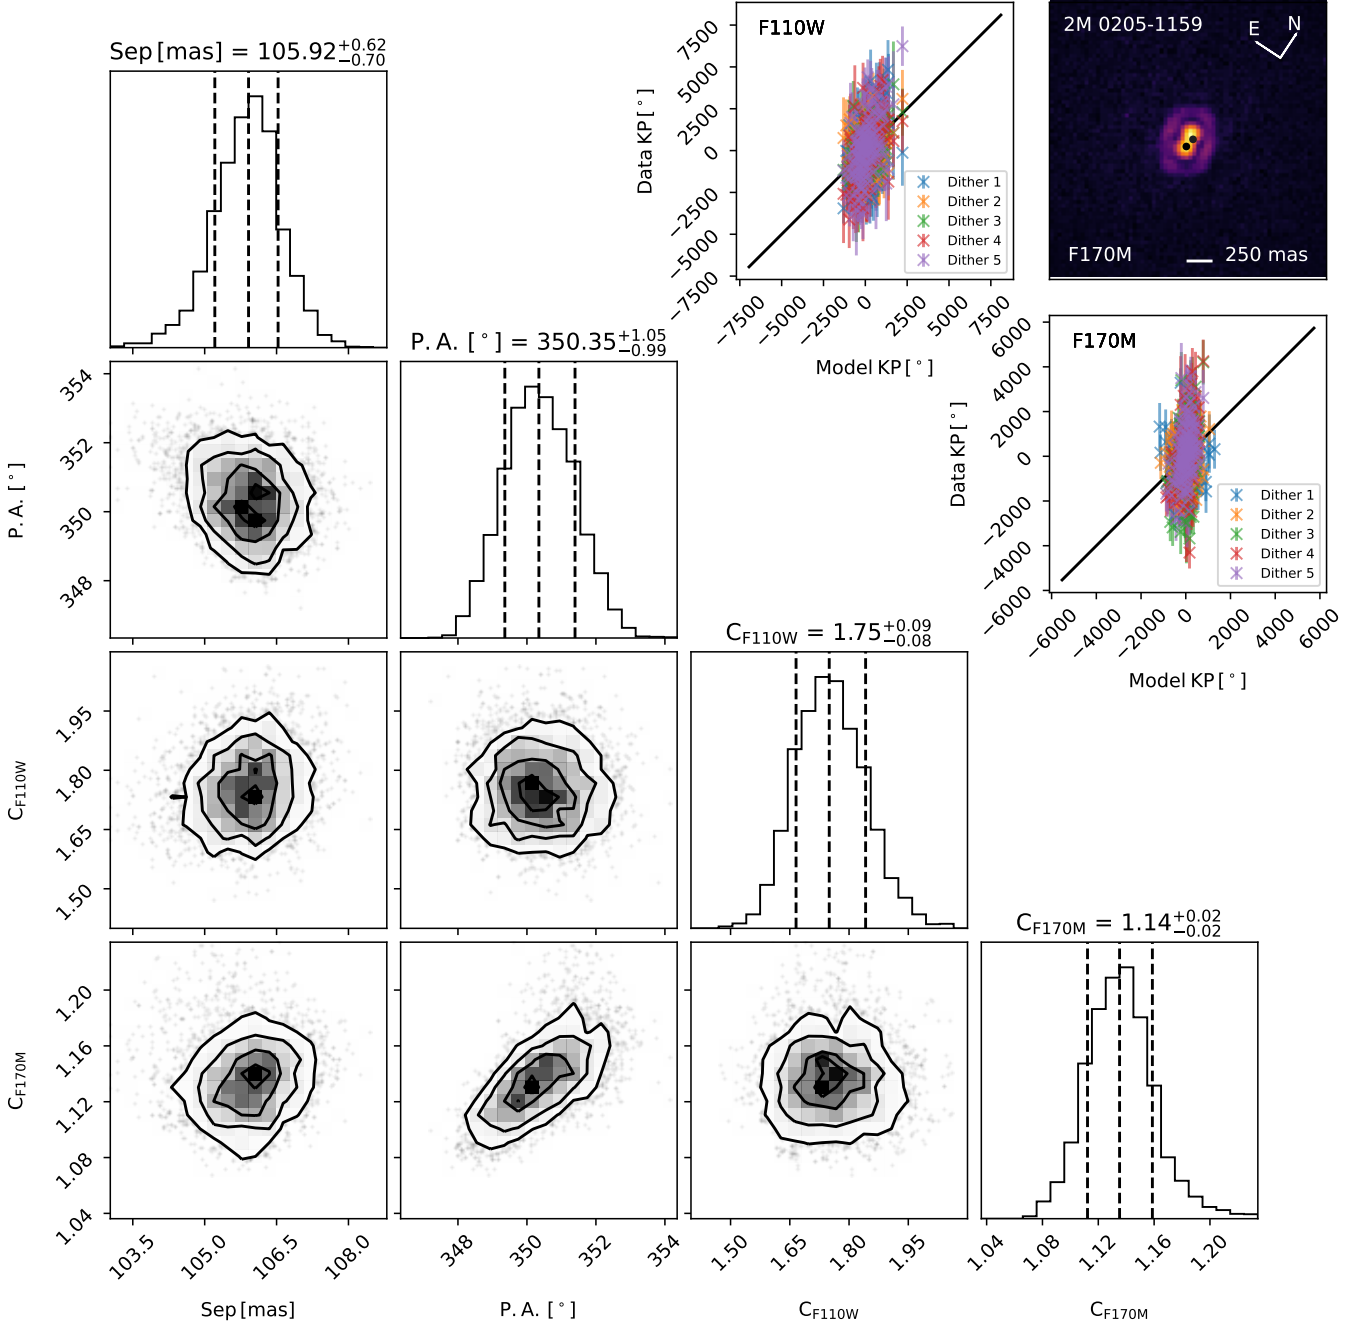 Sep [mas] = 105.92 +0.62 −0.70
P. A. [°] = 350.35 +1.05 −0.99
C F110W = 1.75 +0.09 −0.08
C F170M = 1.14 +0.02 −0.02
F110W
Data KP [°]
7500
5000
2500
0
−2500
−5000
−7500
Dither 1
Dither 2
Dither 3
Dither 4
Dither 5
−7500 −5000 −2500 0 2500 5000 7500
Model KP [°]
2M 0205-1159
E N
F170M 250 mas
F170M
Data KP [°]
6000
4000
2000
0
−2000
−4000
−6000
Dither 1
Dither 2
Dither 3
Dither 4
Dither 5
−6000 −4000 −2000 0 2000 4000 6000
Model KP [°]
P. A. [°]
354
352
350
348
C F110W
1.95
1.80
1.65
1.50
C F170M
1.20
1.16
1.12
1.08
1.04
103.5 105.0 106.5 108.0
Sep [mas]
348 350 352 354
P. A. [°]
1.50 1.65 1.80 1.95
C F110W
1.04 1.08 1.12 1.16 1.20
C F170M